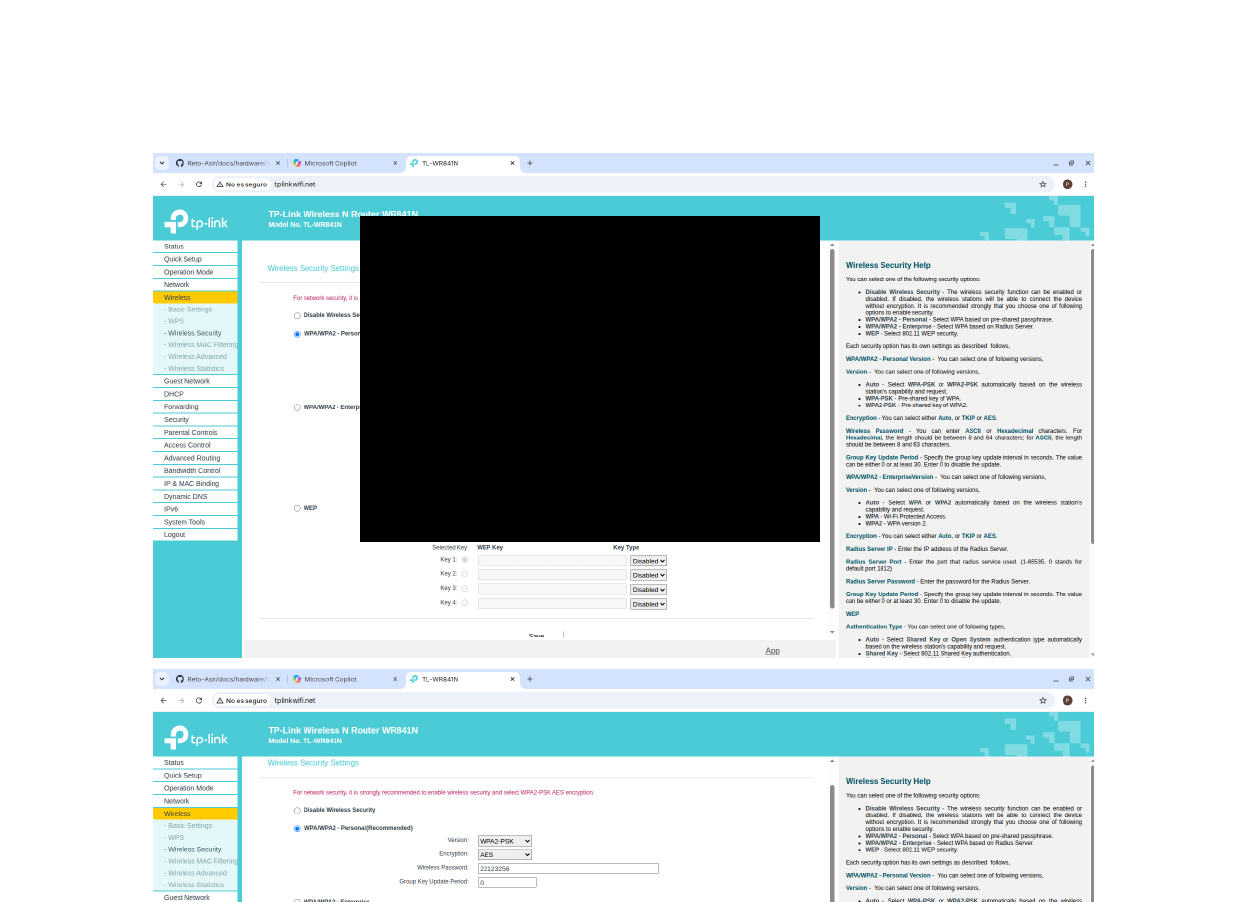 Reto-Asir/docs/hardware/
Microsoft Copilot
TL-WR841N
No es seguro
tplinkwifi.net
tp-link
TP-Link Wireless N Router WR841N
Model No. TL-WR841N
Status
Quick Setup
Operation Mode
Network
Wireless
- Basic Settings
- WPS
- Wireless Security
- Wireless MAC Filtering
- Wireless Advanced
- Wireless Statistics
Guest Network
DHCP
Forwarding
Security
Parental Controls
Access Control
Advanced Routing
Bandwidth Control
IP & MAC Binding
Dynamic DNS
IPv6
System Tools
Logout
Wireless Security Settings
For network security, it is
Disable Wireless Se
WPA/WPA2 - Person
WPA/WPA2 - Enterp
WEP
Selected Key: WEP Key Key Type
Key 1: Disabled
Key 2: Disabled
Key 3: Disabled
Key 4: Disabled
Save
App
Wireless Security Help
You can select one of the following security options:
• Disable Wireless Security - The wireless security function can be enabled or
disabled. If disabled, the wireless stations will be able to connect the device
without encryption. It is recommended strongly that you choose one of following
options to enable security.
• WPA/WPA2 - Personal - Select WPA based on pre-shared passphrase.
• WPA/WPA2 - Enterprise - Select WPA based on Radius Server.
• WEP - Select 802.11 WEP security.
Each security option has its own settings as described follows,
WPA/WPA2 - Personal Version - You can select one of following versions,
Version - You can select one of following versions,
• Auto - Select WPA-PSK or WPA2-PSK automatically based on the wireless
station's capability and request.
• WPA-PSK - Pre-shared key of WPA.
• WPA2-PSK - Pre-shared key of WPA2.
Encryption - You can select either Auto, or TKIP or AES.
Wireless Password - You can enter ASCII or Hexadecimal characters. For
Hexadecimal, the length should be between 8 and 64 characters; for ASCII, the length
should be between 8 and 63 characters.
Group Key Update Period - Specify the group key update interval in seconds. The value
can be either 0 or at least 30. Enter 0 to disable the update.
WPA/WPA2 - EnterpriseVersion - You can select one of following versions,
Version - You can select one of following versions,
• Auto - Select WPA or WPA2 automatically based on the wireless station's
capability and request.
• WPA - Wi-Fi Protected Access.
• WPA2 - WPA version 2.
Encryption - You can select either Auto, or TKIP or AES.
Radius Server IP - Enter the IP address of the Radius Server.
Radius Server Port - Enter the port that radius service used. (1-65535, 0 stands for
default port 1812)
Radius Server Password - Enter the password for the Radius Server.
Group Key Update Period - Specify the group key update interval in seconds. The value
can be either 0 or at least 30. Enter 0 to disable the update.
WEP
Authentication Type - You can select one of following types,
• Auto - Select Shared Key or Open System authentication type automatically
based on the wireless station's capability and request.
• Shared Key - Select 802.11 Shared Key authentication.
Reto-Asir/docs/hardware/
Microsoft Copilot
TL-WR841N
No es seguro
tplinkwifi.net
tp-link
TP-Link Wireless N Router WR841N
Model No. TL-WR841N
Status
Quick Setup
Operation Mode
Network
Wireless
- Basic Settings
- WPS
- Wireless Security
- Wireless MAC Filtering
- Wireless Advanced
- Wireless Statistics
Guest Network
Wireless Security Settings
For network security, it is strongly recommended to enable wireless security and select WPA2-PSK AES encryption.
Disable Wireless Security
WPA/WPA2 - Personal(Recommended)
Version: WPA2-PSK
Encryption: AES
Wireless Password: 22123256
Group Key Update Period: 0
WPA/WPA2 - Enterprise
Wireless Security Help
You can select one of the following security options:
• Disable Wireless Security - The wireless security function can be enabled or
disabled. If disabled, the wireless stations will be able to connect the device
without encryption. It is recommended strongly that you choose one of following
options to enable security.
• WPA/WPA2 - Personal - Select WPA based on pre-shared passphrase.
• WPA/WPA2 - Enterprise - Select WPA based on Radius Server.
• WEP - Select 802.11 WEP security.
Each security option has its own settings as described follows,
WPA/WPA2 - Personal Version - You can select one of following versions,
Version - You can select one of following versions,
• Auto - Select WPA-PSK or WPA2-PSK automatically based on the wireless